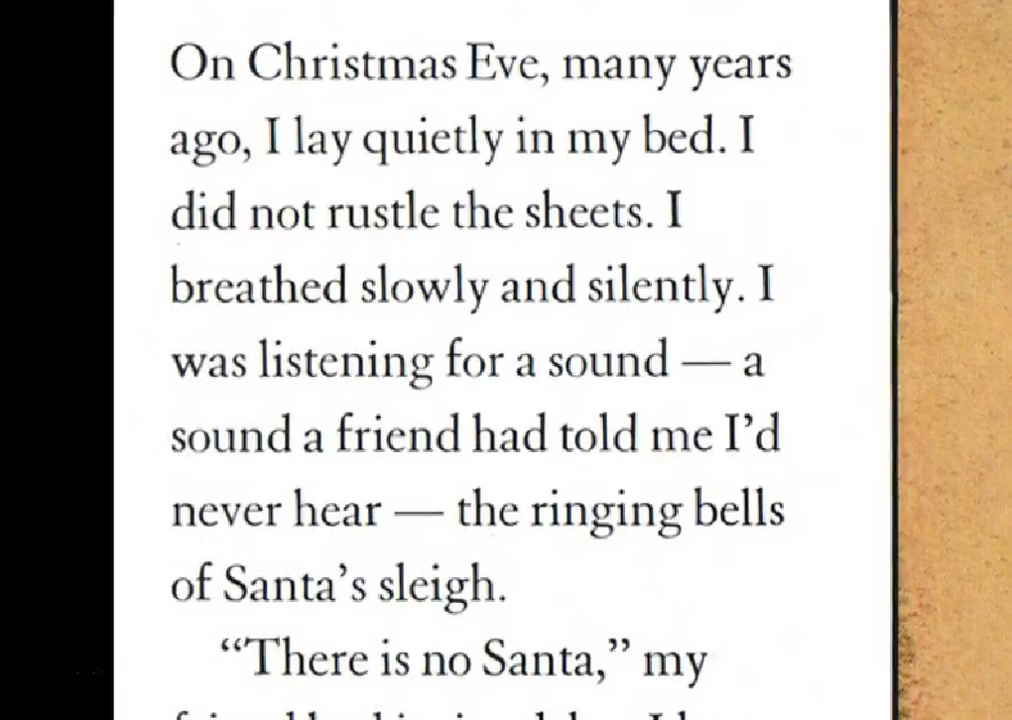 On Christmas Eve, many years
ago, I lay quietly in my bed. I
did not rustle the sheets. I
breathed slowly and silently. I
was listening for a sound — a
sound a friend had told me I’d
never hear — the ringing bells
of Santa’s sleigh.
“There is no Santa,” my